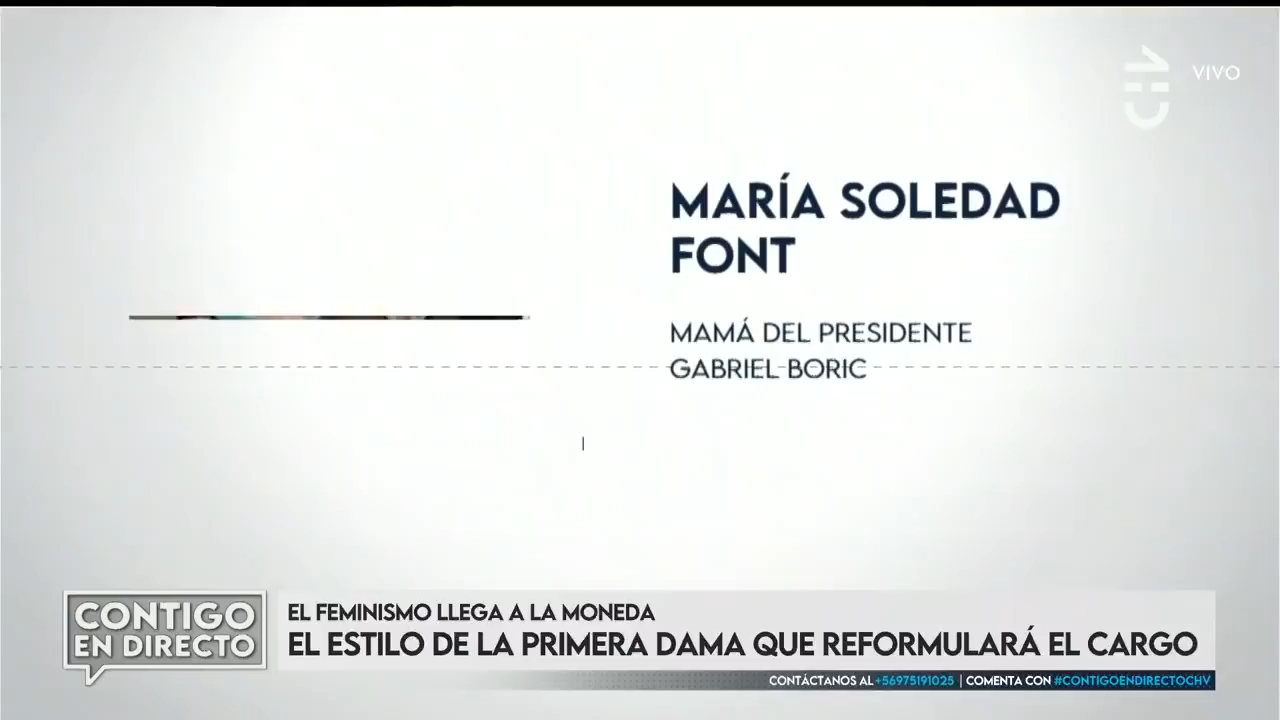 CHV
VIVO
MARÍA SOLEDAD
FONT
MAMÁ DEL PRESIDENTE
GABRIEL BORIC
CONTIGO
EN DIRECTO
EL FEMINISMO LLEGA A LA MONEDA
EL ESTILO DE LA PRIMERA DAMA QUE REFORMULARÁ EL CARGO
CONTÁCTANOS AL +56975191025 | COMENTA CON #CONTIGOENDIRECTOCHV